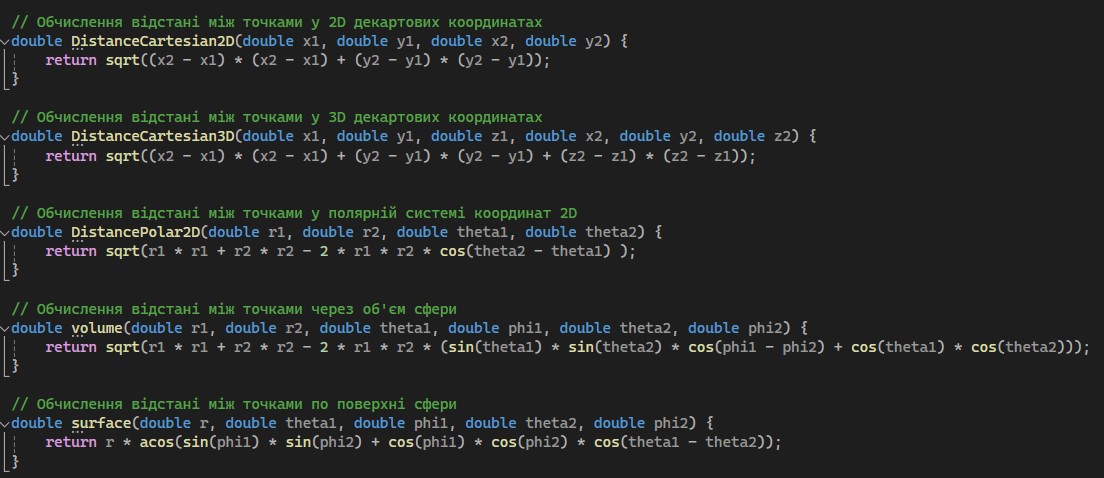 // Обчислення відстані між точками у 2D декартових координатах
double DistanceCartesian2D(double x1, double y1, double x2, double y2) {
    return sqrt((x2 - x1) * (x2 - x1) + (y2 - y1) * (y2 - y1));
}
// Обчислення відстані між точками у 3D декартових координатах
double DistanceCartesian3D(double x1, double y1, double z1, double x2, double y2, double z2) {
    return sqrt((x2 - x1) * (x2 - x1) + (y2 - y1) * (y2 - y1) + (z2 - z1) * (z2 - z1));
}
// Обчислення відстані між точками у полярній системі координат 2D
double DistancePolar2D(double r1, double r2, double theta1, double theta2) {
    return sqrt(r1 * r1 + r2 * r2 - 2 * r1 * r2 * cos(theta2 - theta1) );
}
// Обчислення відстані між точками через об'єм сфери
double volume(double r1, double r2, double theta1, double phi1, double theta2, double phi2) {
    return sqrt(r1 * r1 + r2 * r2 - 2 * r1 * r2 * (sin(theta1) * sin(theta2) * cos(phi1 - phi2) + cos(theta1) * cos(theta2)));
}
// Обчислення відстані між точками по поверхні сфери
double surface(double r, double theta1, double phi1, double theta2, double phi2) {
    return r * acos(sin(phi1) * sin(phi2) + cos(phi1) * cos(phi2) * cos(theta1 - theta2));
}